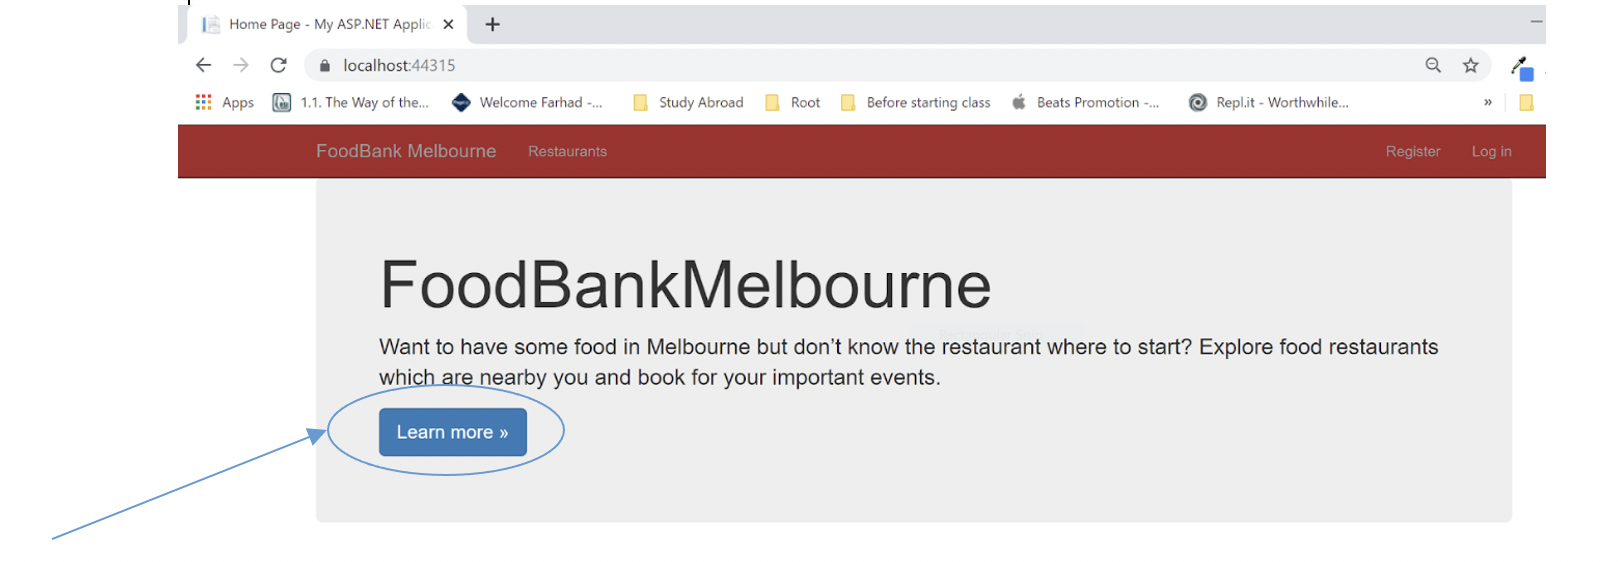 Home Page - My ASP.NET Applic
localhost:44315
Apps 1.1. The Way of the... Welcome Farhad -... Study Abroad Root Before starting class Beats Promotion -... Repl.it - Worthwhile... »
FoodBank Melbourne Restaurants Register Log in
FoodBankMelbourne
Want to have some food in Melbourne but don’t know the restaurant where to start? Explore food restaurants
which are nearby you and book for your important events.
Learn more »